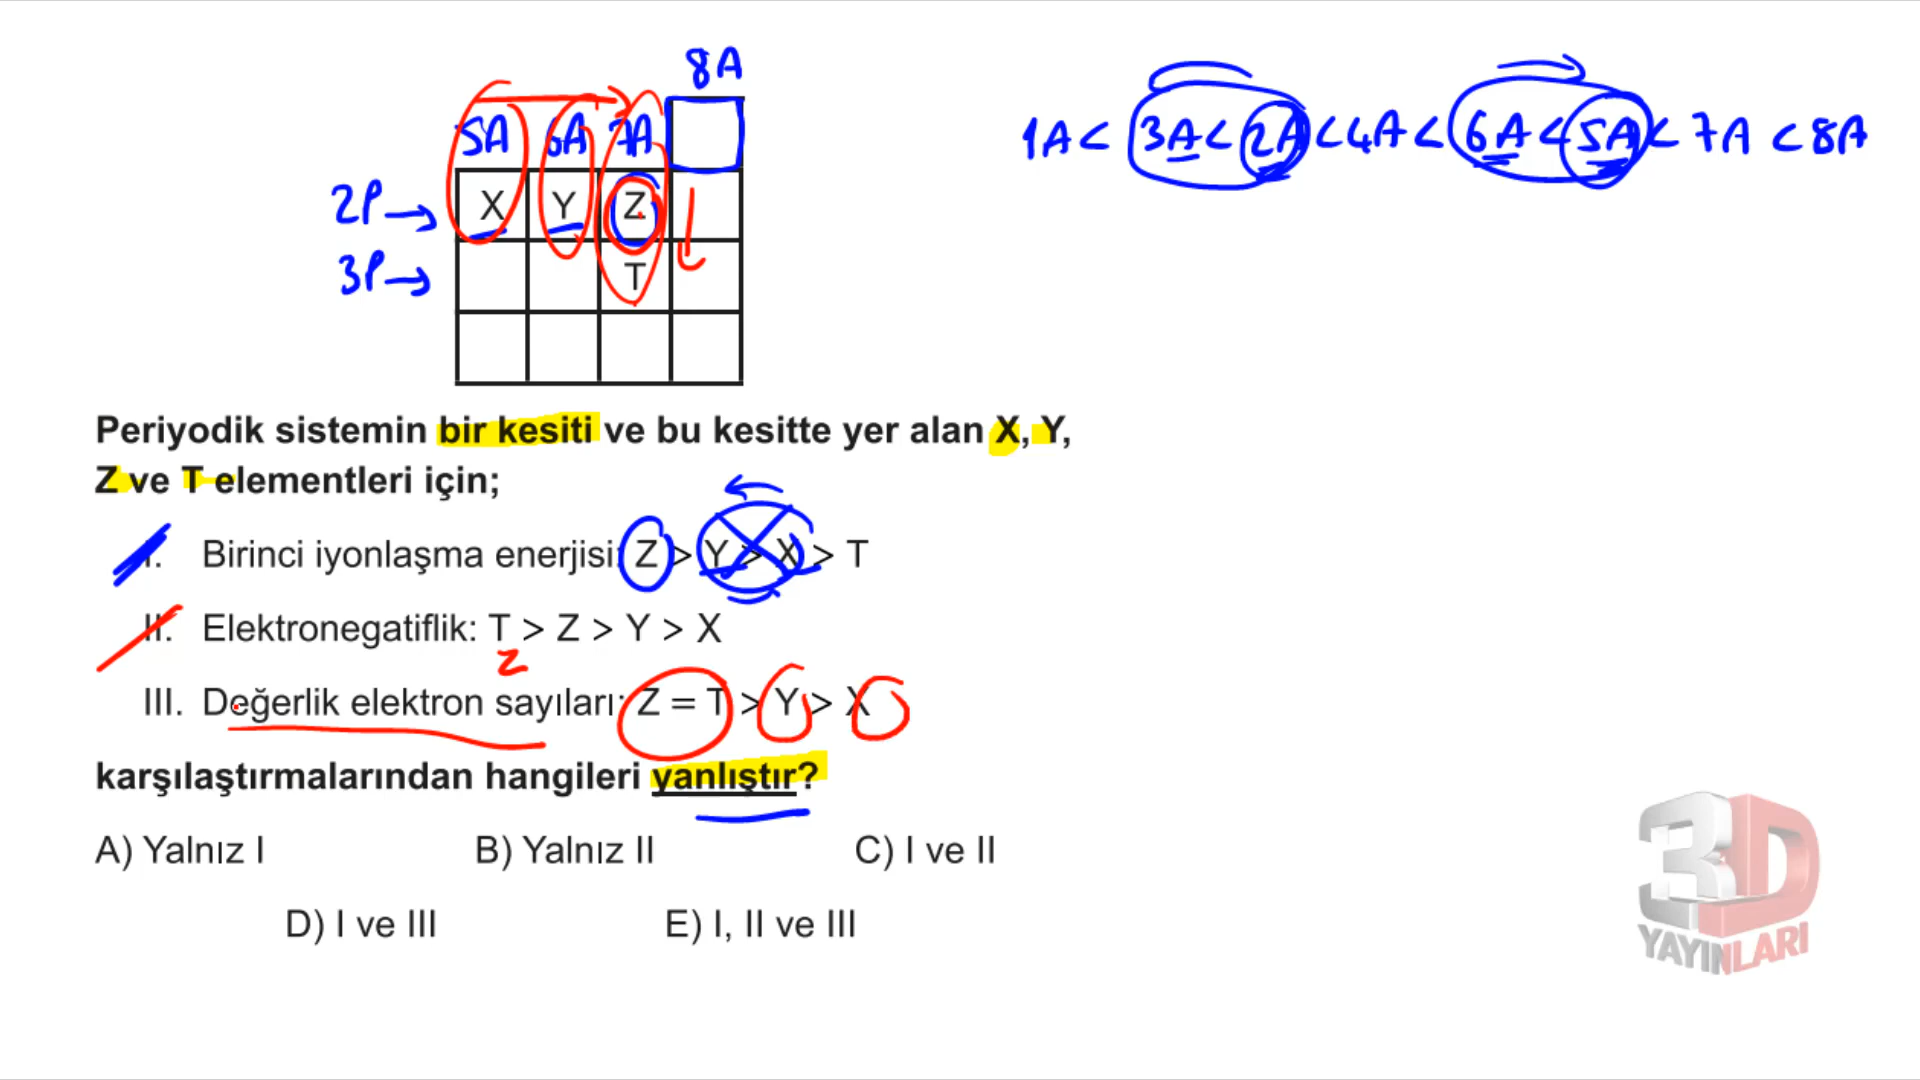 8A
5A 6A 7A
1A < 3A < 2A < 4A < 6A < 5A < 7A < 8A
2P → X Y Z
3P → T
Periyodik sistemin bir kesiti ve bu kesitte yer alan X, Y,
Z ve T elementleri için;
I. Birinci iyonlaşma enerjisi: Z > Y > X > T
II. Elektronegatiflik: T > Z > Y > X
z
III. Değerlik elektron sayıları: Z = T > Y > X
karşılaştırmalarından hangileri yanlıştır?
A) Yalnız I B) Yalnız II C) I ve II
D) I ve III E) I, II ve III
3D
YAYINLARI